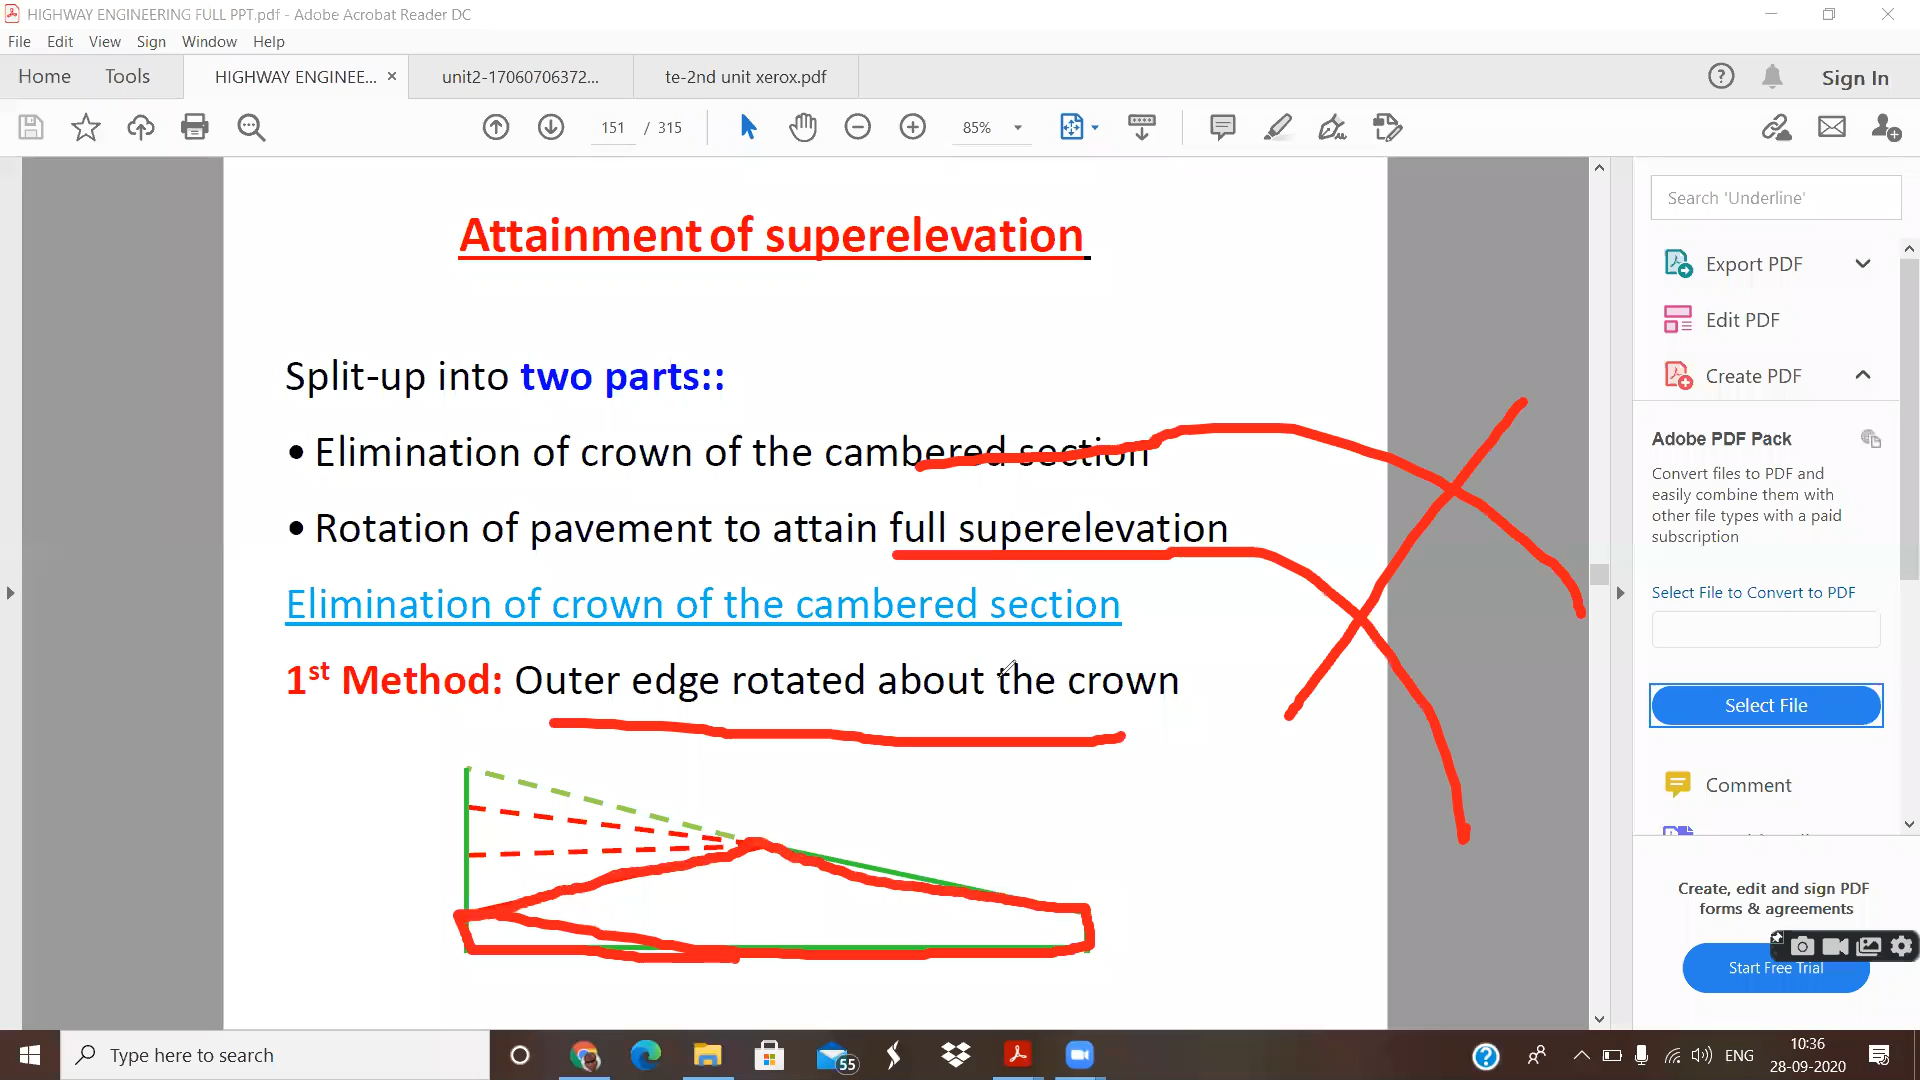 HIGHWAY ENGINEERING FULL PPT.pdf - Adobe Acrobat Reader DC
File Edit View Sign Window Help
Home Tools HIGHWAY ENGINEE... × unit2-17060706372... te-2nd unit xerox.pdf Sign In
151 / 315 85%
Attainment of superelevation
Split-up into two parts::
• Elimination of crown of the cambered section
• Rotation of pavement to attain full superelevation
Elimination of crown of the cambered section
1st Method: Outer edge rotated about the crown
Search 'Underline'
Export PDF
Edit PDF
Create PDF
Adobe PDF Pack
Convert files to PDF and
easily combine them with
other file types with a paid
subscription
Select File to Convert to PDF
Select File
Comment
Create, edit and sign PDF
forms & agreements
Start Free Trial
Type here to search
55
ENG
10:36
28-09-2020